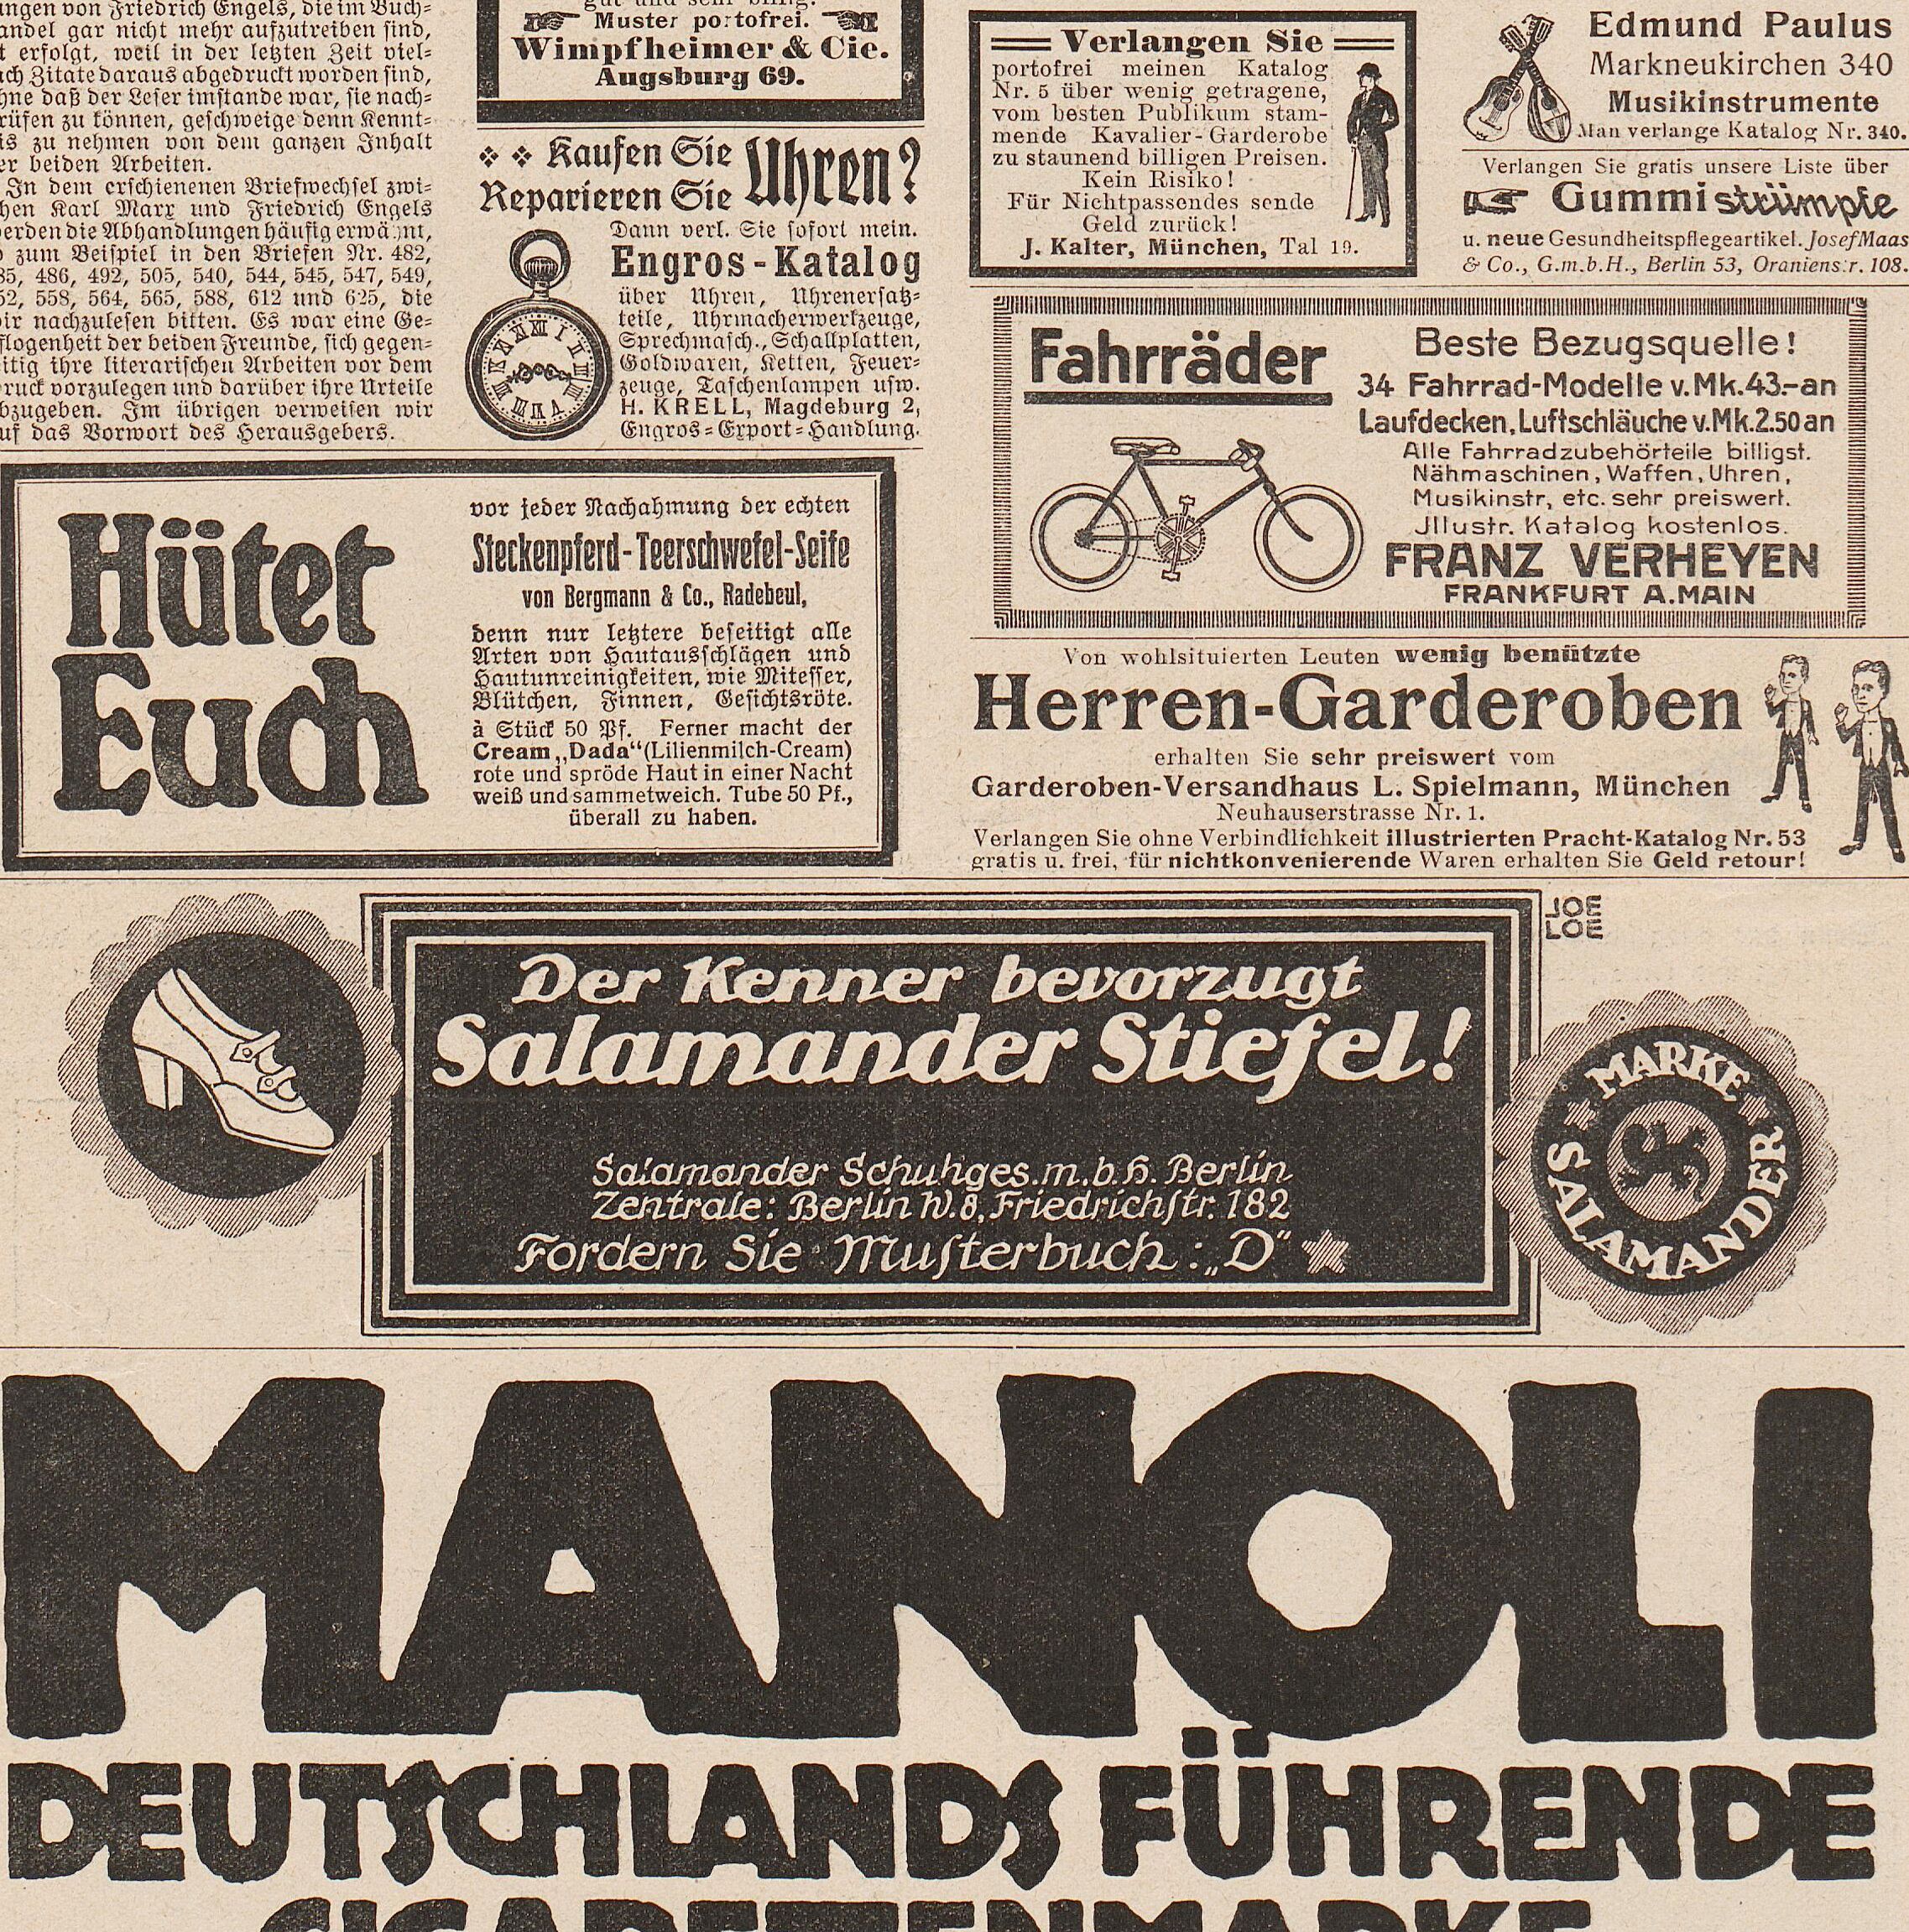 von Friedrich Engels, die im Buch-
gar nicht mehr aufzutreiben sind,
erfolgt, weil in der letzten Zeit viel-
Zitate daraus abgedruckt worden sind,
daß der Leser imstande war, sie nach-
zu können, geschweige denn Kennt-
zu nehmen von dem ganzen Inhalt
beiden Arbeiten.
In dem erschienenen Briefwechsel zwi-
Karl Marx und Friedrich Engels
werden die Abhandlungen häufig erwähnt,
zum Beispiel in den Briefen Nr. 482,
486, 492, 505, 540, 544, 545, 547, 549,
558, 564, 565, 588, 612 und 625, die
wir nachzulesen bitten. Es war eine Ge-
der beiden Freunde, sich gegen-
ihre literarischen Arbeiten vor dem
Druck vorzulegen und darüber ihre Urteile
abzugeben. Im übrigen verweisen wir
auf das Vorwort des Herausgebers.
gut und sehr billig.
Muster portofrei.
Wimpfheimer & Cie.
Augsburg 69.
Kaufen Sie
Reparieren Sie Uhren?
Dann verl. Sie sofort mein.
Engros-Katalog
über Uhren, Uhrenersatz-
teile, Uhrmacherwerkzeuge,
Sprechmasch., Schallplatten,
Goldwaren, Ketten, Feuer-
zeuge, Taschenlampen usw.
H. KRELL, Magdeburg 2,
Engros-Export-Handlung.
Verlangen Sie
portofrei meinen Katalog
Nr. 5 über wenig getragene,
vom besten Publikum stam-
mende Kavalier-Garderobe
zu staunend billigen Preisen.
Kein Risiko!
Für Nichtpassendes sende
Geld zurück!
J. Kalter, München, Tal 19.
Edmund Paulus
Markneukirchen 340
Musikinstrumente
Man verlange Katalog Nr. 340.
Verlangen Sie gratis unsere Liste über
Gummistrümpfe
u. neue Gesundheitspflegeartikel. Josef Maas
& Co., G.m.b.H., Berlin 53, Oranienstr. 108.
Fahrräder
Beste Bezugsquelle!
34 Fahrrad-Modelle v. Mk. 43.- an
Laufdecken, Luftschläuche v. Mk. 2.50 an
Alle Fahrradzubehörteile billigst.
Nähmaschinen, Waffen, Uhren,
Musikinstr, etc. sehr preiswert.
Jllustr. Katalog kostenlos.
FRANZ VERHEYEN
FRANKFURT A.MAIN
Hütet
Euch
vor jeder Nachahmung der echten
Steckenpferd-Teerschwefel-Seife
von Bergmann & Co., Radebeul,
denn nur letztere beseitigt alle
Arten von Hautausschlägen und
Hautunreinigkeiten, wie Mitesser,
Blütchen, Finnen, Gesichtsröte.
à Stück 50 Pf. Ferner macht der
Cream „Dada“ (Lilienmilch-Cream)
rote und spröde Haut in einer Nacht
weiß und sammetweich. Tube 50 Pf.,
überall zu haben.
Von wohlsituierten Leuten wenig benützte
Herren-Garderoben
erhalten Sie sehr preiswert vom
Garderoben-Versandhaus L. Spielmann, München
Neuhauserstrasse Nr. 1.
Verlangen Sie ohne Verbindlichkeit illustrierten Pracht-Katalog Nr. 53
gratis u. frei, für nichtkonvenierende Waren erhalten Sie Geld retour!
JOE
LOE
Der Kenner bevorzugt
Salamander Stiefel!
Salamander Schuhges.m.b.H. Berlin
Zentrale: Berlin W.8, Friedrichstr. 182
Fordern Sie Musterbuch: „D“
MARKE
SALAMANDER
MANOLI
DEUTSCHLANDS FÜHRENDE
CIGARETTENMARKE